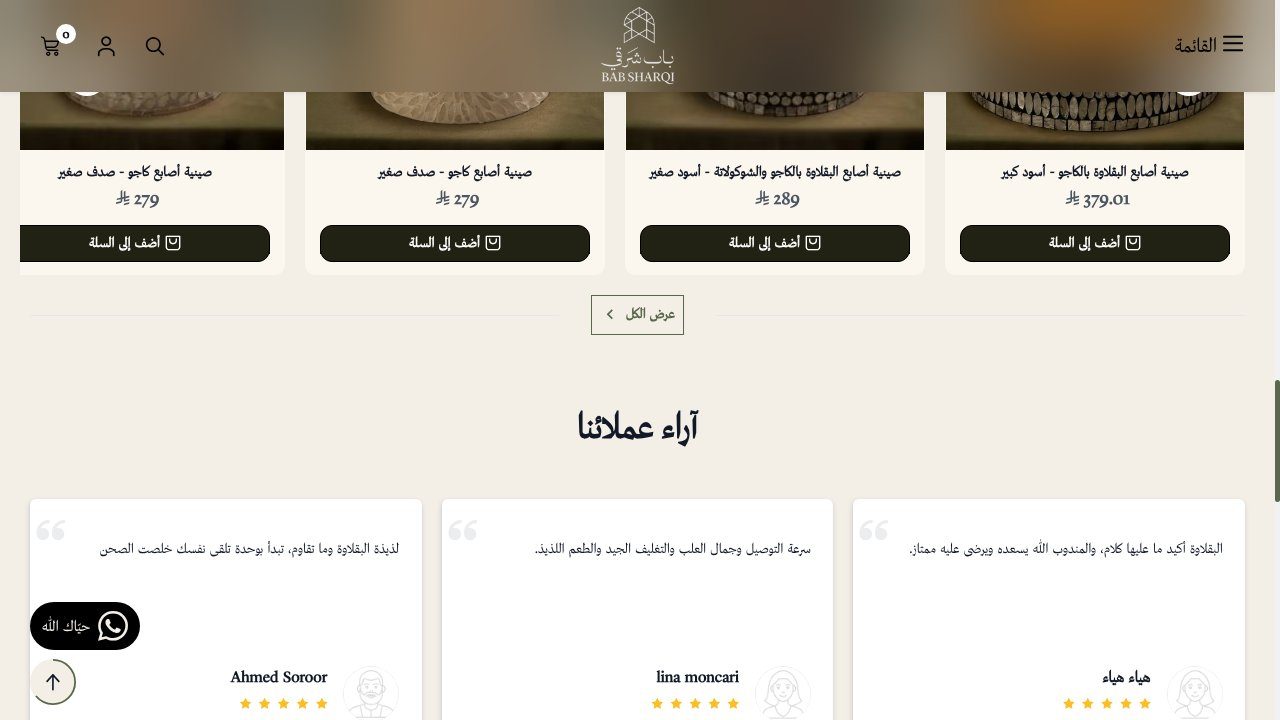 القائمة
باب شرقي
BAB SHARQI
0
صينية أصابع البقلاوة بالكاجو - أسود كبير
379.01
أضف إلى السلة
صينية أصابع البقلاوة بالكاجو والشوكولاتة - أسود صغير
289
أضف إلى السلة
صينية أصابع كاجو - صدف صغير
279
أضف إلى السلة
صينية أصابع كاجو - صدف صغير
279
أضف إلى السلة
عرض الكل
آراء عملائنا
البقلاوة أكيد ما عليها كلام، والمندوب الله يسعده ويرضى عليه ممتاز.
هياء هياء
سرعة التوصيل وجمال العلب والتغليف الجيد والطعم اللذيذ.
lina moncari
لذيذة البقلاوة وما تقاوم، تبدأ بوحدة تلقى نفسك خلصت الصحن
Ahmed Soroor
حيّاك الله